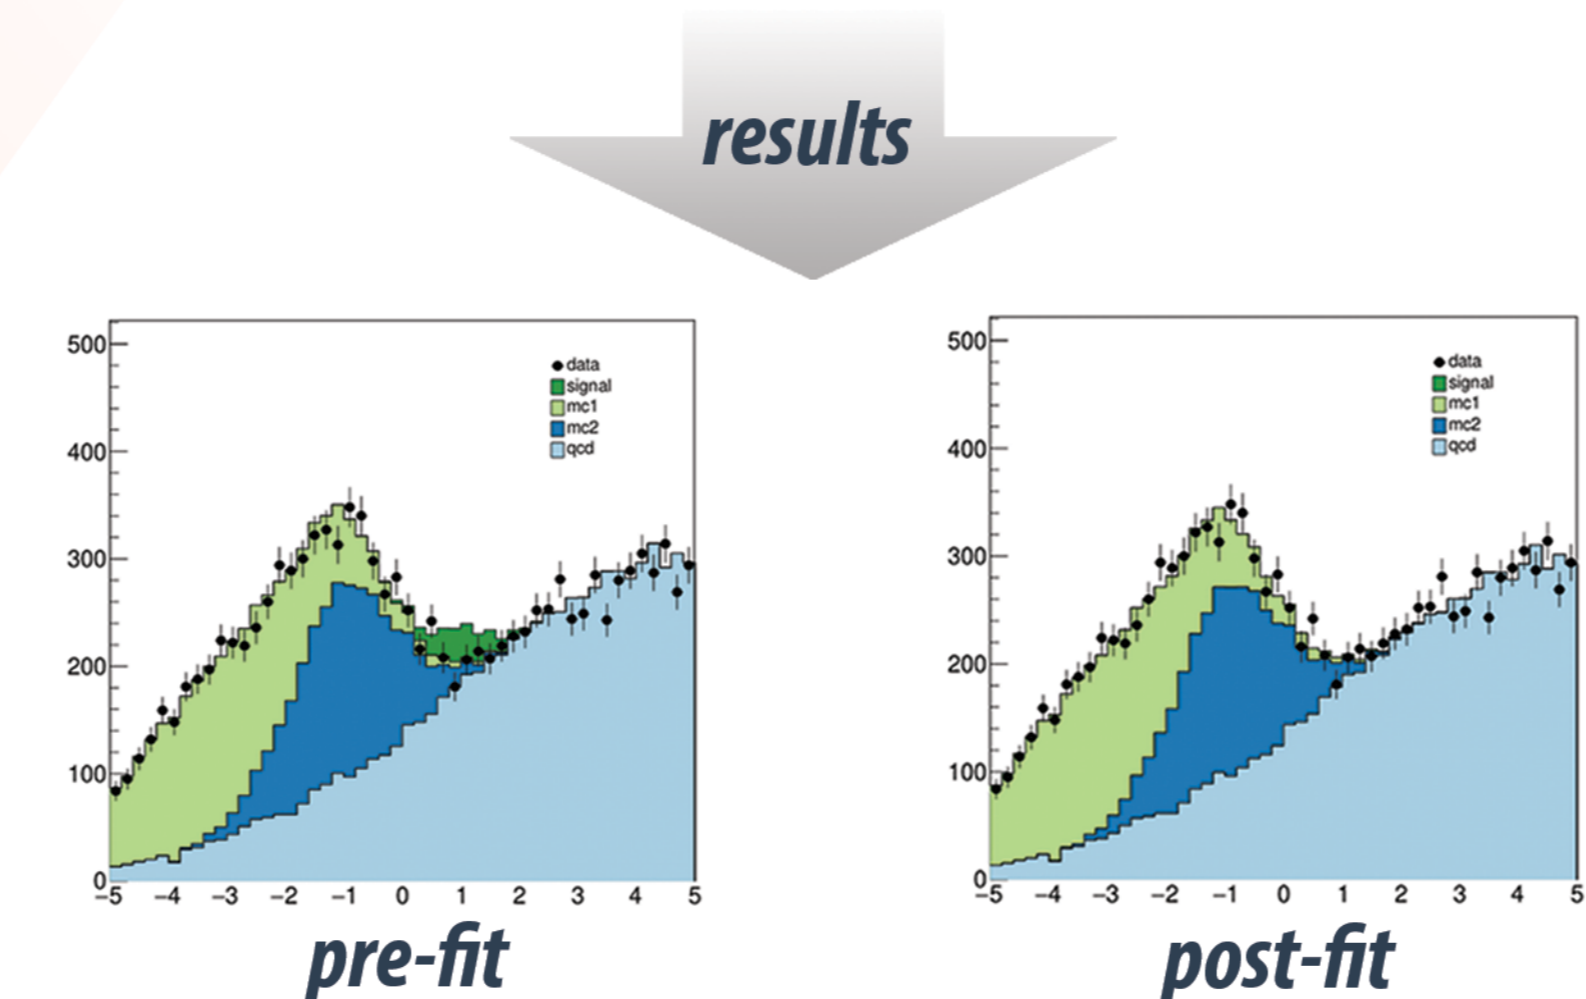 results
500
400
300
200
100
0
−5 −4 −3 −2 −1 0 1 2 3 4 5
data
signal
mc1
mc2
qcd
pre-fit
500
400
300
200
100
0
−5 −4 −3 −2 −1 0 1 2 3 4 5
data
signal
mc1
mc2
qcd
post-fit